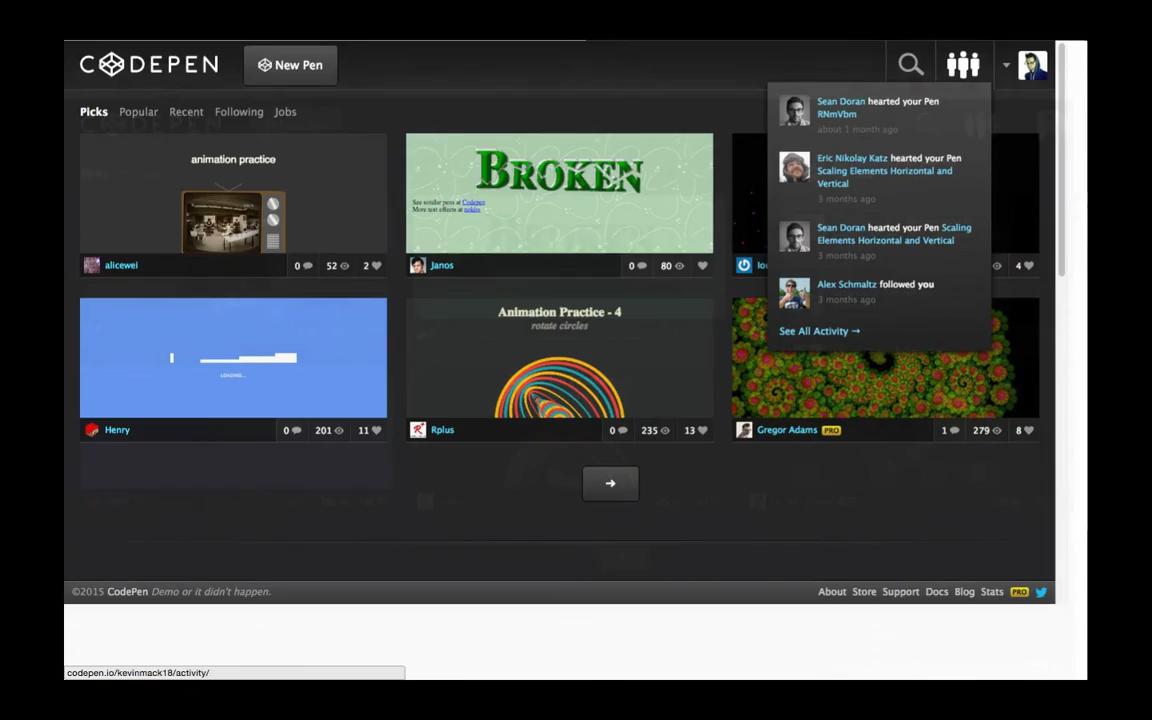 CODEPEN
New Pen
Picks Popular Recent Following Jobs
Sean Doran hearted your Pen
RNmVbm
about 1 month ago
Eric Nikolay Katz hearted your Pen
Scaling Elements Horizontal and
Vertical
3 months ago
Sean Doran hearted your Pen Scaling
Elements Horizontal and Vertical
3 months ago
Alex Schmaltz followed you
3 months ago
See All Activity →
animation practice
BROKEN
See similar pens at Codepen
More text effects at
alicewei 0 52 2
Janos 0 80
4
LOADING...
Animation Practice - 4
rotate circles
Henry 0 201 11
Rplus 0 235 13
Gregor Adams PRO 1 279 8
→
©2015 CodePen Demo or it didn't happen.
About Store Support Docs Blog Stats PRO
codepen.io/kevinmack18/activity/